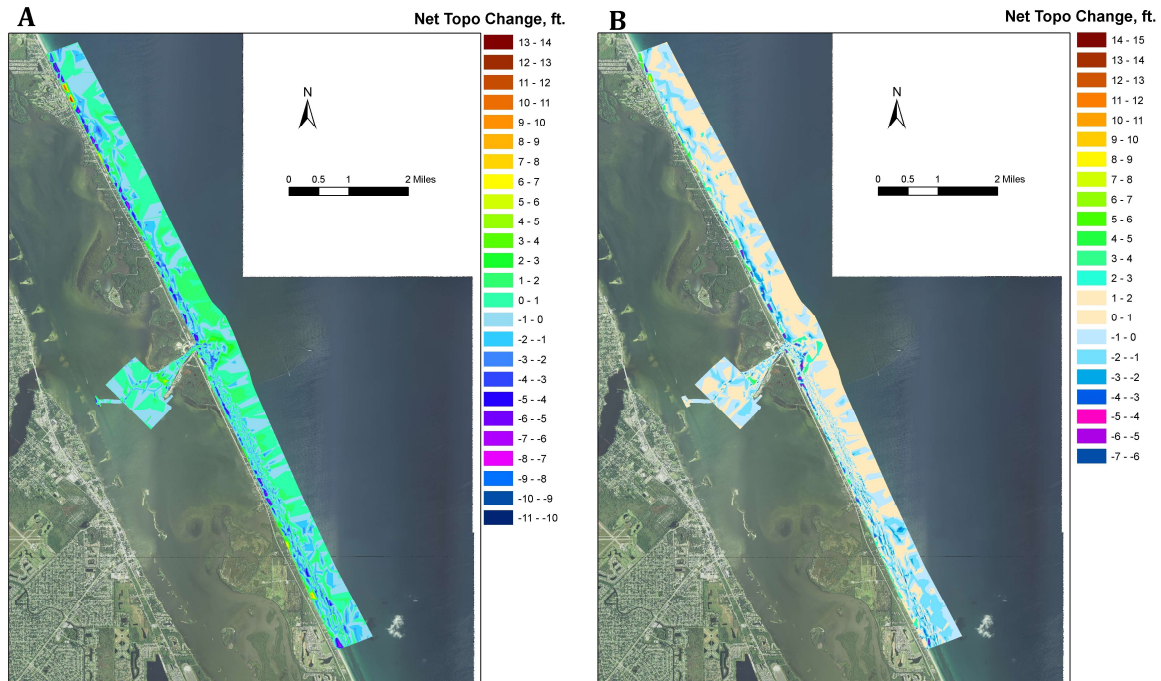 A
Net Topo Change, ft.
13 - 14
12 - 13
11 - 12
10 - 11
9 - 10
8 - 9
7 - 8
6 - 7
5 - 6
4 - 5
3 - 4
2 - 3
1 - 2
0 - 1
-1 - 0
-2 - -1
-3 - -2
-4 - -3
-5 - -4
-6 - -5
-7 - -6
-8 - -7
-9 - -8
-10 - -9
-11 - -10
N
0 0.5 1 2 Miles
B
Net Topo Change, ft.
14 - 15
13 - 14
12 - 13
11 - 12
10 - 11
9 - 10
8 - 9
7 - 8
6 - 7
5 - 6
4 - 5
3 - 4
2 - 3
1 - 2
0 - 1
-1 - 0
-2 - -1
-3 - -2
-4 - -3
-5 - -4
-6 - -5
-7 - -6
N
0 0.5 1 2 Miles